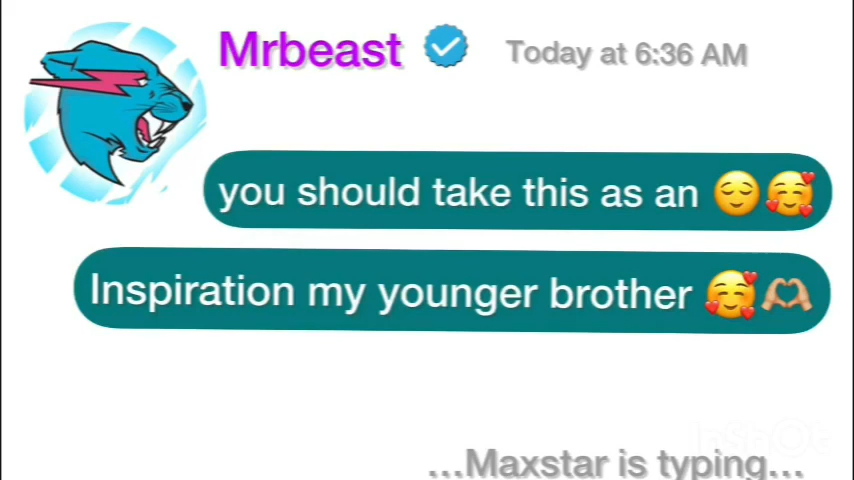 Mrbeast Today at 6:36 AM
you should take this as an 😌🥰
Inspiration my younger brother 🥰🫶🏼
InShOt
...Maxstar is typing...